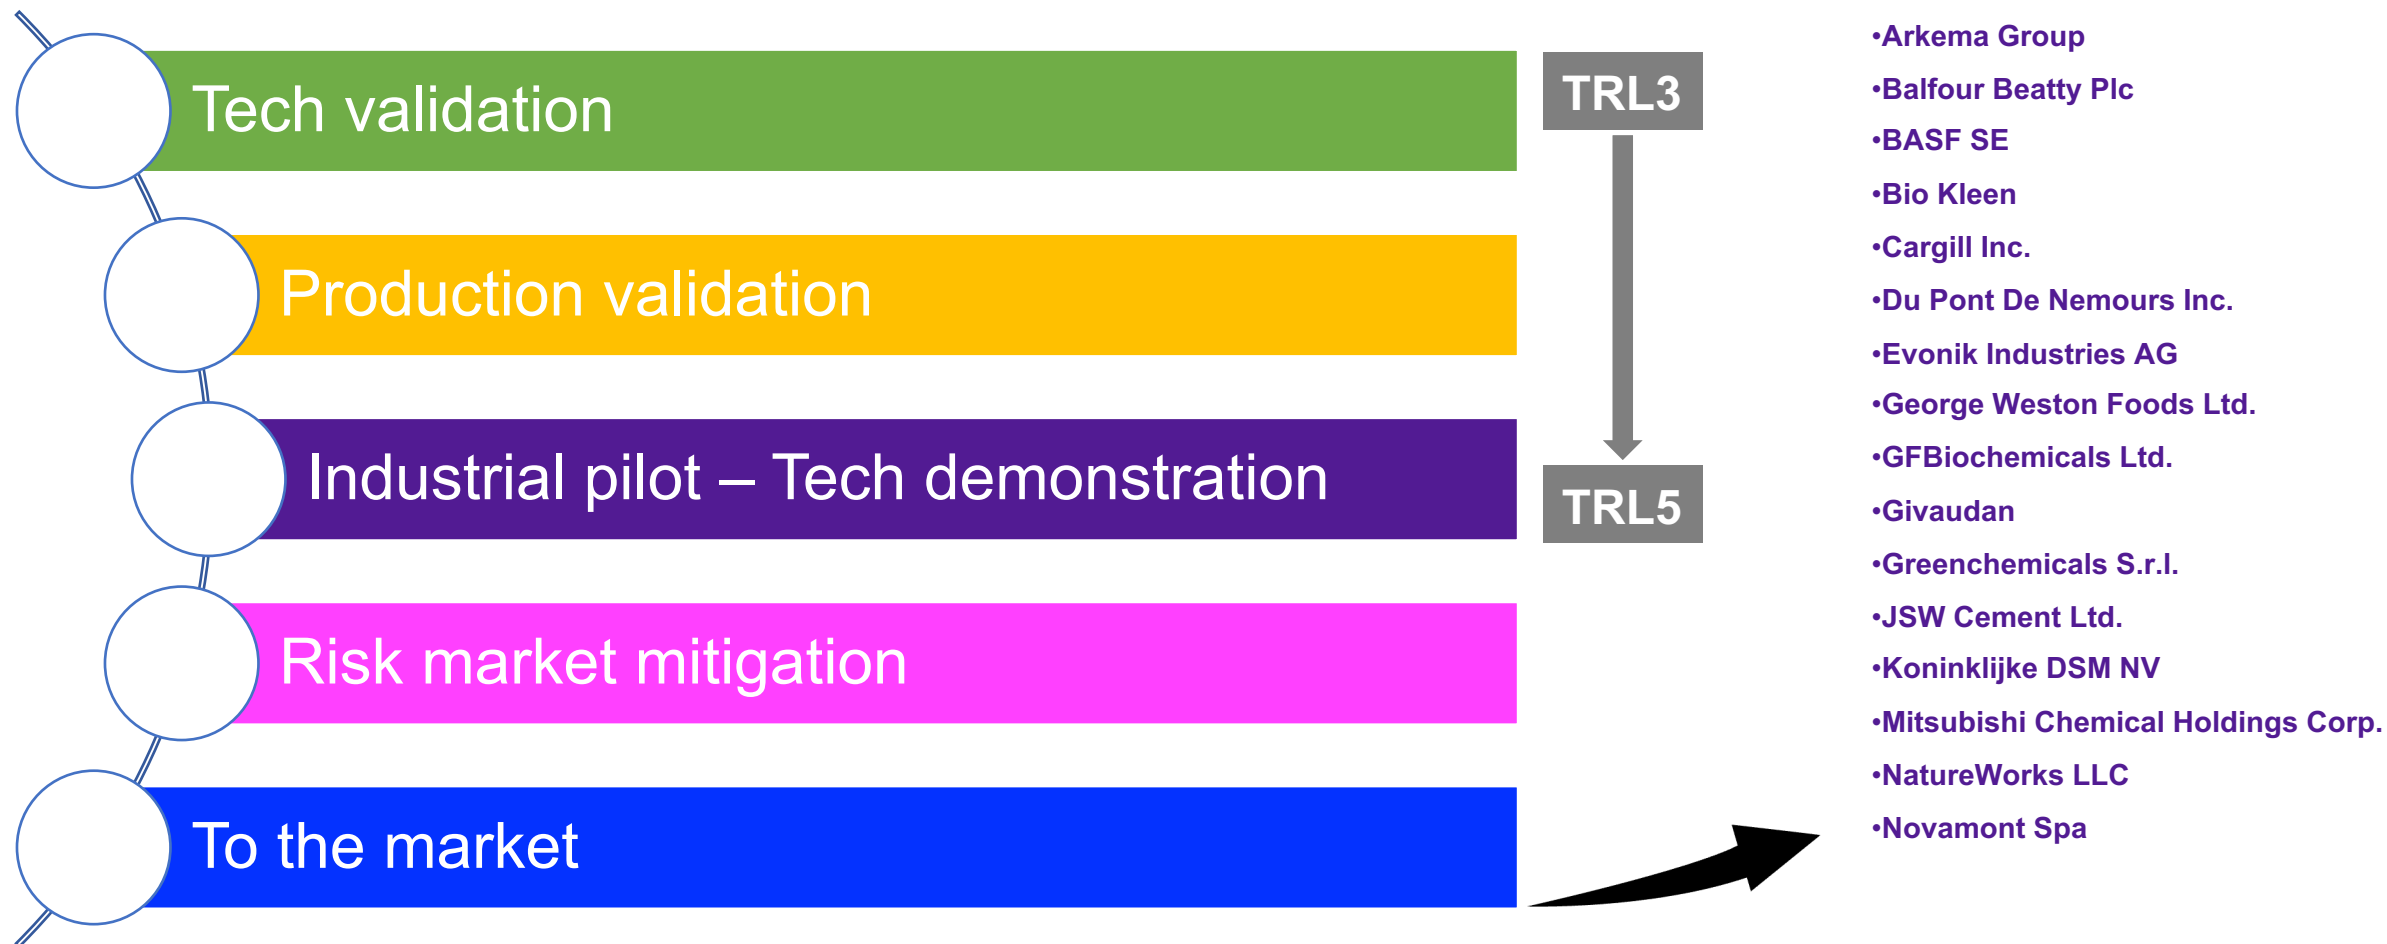 Tech validation
Production validation
Industrial pilot – Tech demonstration
Risk market mitigation
To the market
TRL3
TRL5
•Arkema Group
•Balfour Beatty Plc
•BASF SE
•Bio Kleen
•Cargill Inc.
•Du Pont De Nemours Inc.
•Evonik Industries AG
•George Weston Foods Ltd.
•GFBiochemicals Ltd.
•Givaudan
•Greenchemicals S.r.l.
•JSW Cement Ltd.
•Koninklijke DSM NV
•Mitsubishi Chemical Holdings Corp.
•NatureWorks LLC
•Novamont Spa